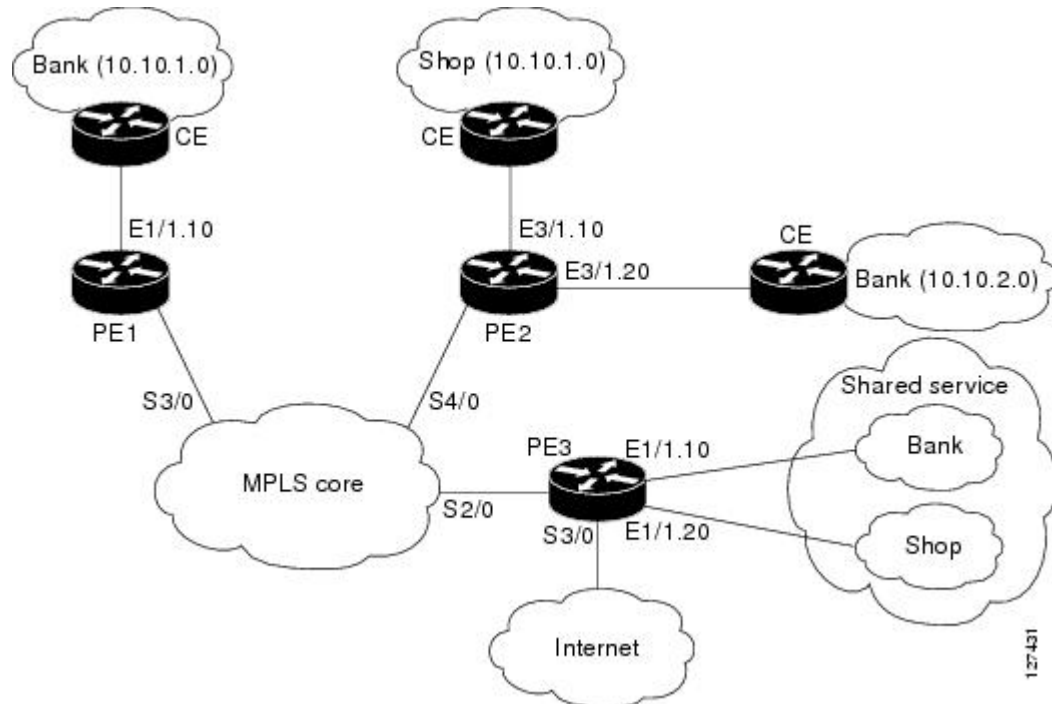 Bank (10.10.1.0)
Shop (10.10.1.0)
CE
CE
E1/1.10
E3/1.10
CE
E3/1.20
Bank (10.10.2.0)
PE1
PE2
S3/0
S4/0
Shared service
PE3
E1/1.10
Bank
MPLS core
S2/0
S3/0
E1/1.20
Shop
Internet
127431